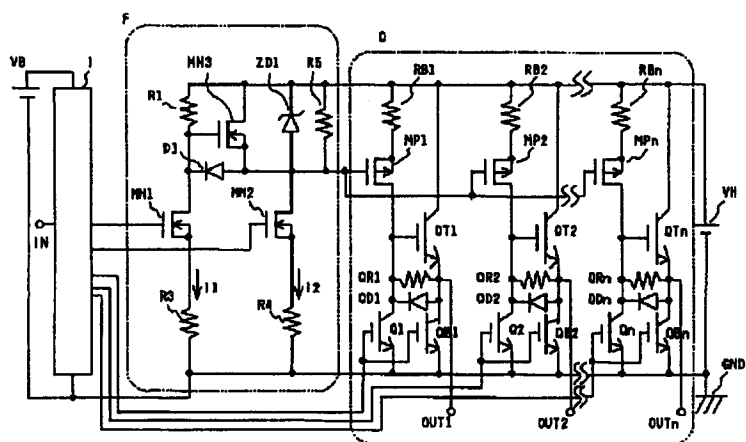 F
G
VB
1
MN3
ZD1
R5
RB1
RB2
RBn
R1
D1
MP1
MP2
MPn
MN1
MN2
VH
IN
QT1
QT2
QTn
I1
I2
QR1
QR2
QRn
R3
R4
QD1
QD2
QDn
Q1
QB1
Q2
QB2
Qn
QBn
GND
OUT1
OUT2
OUTn